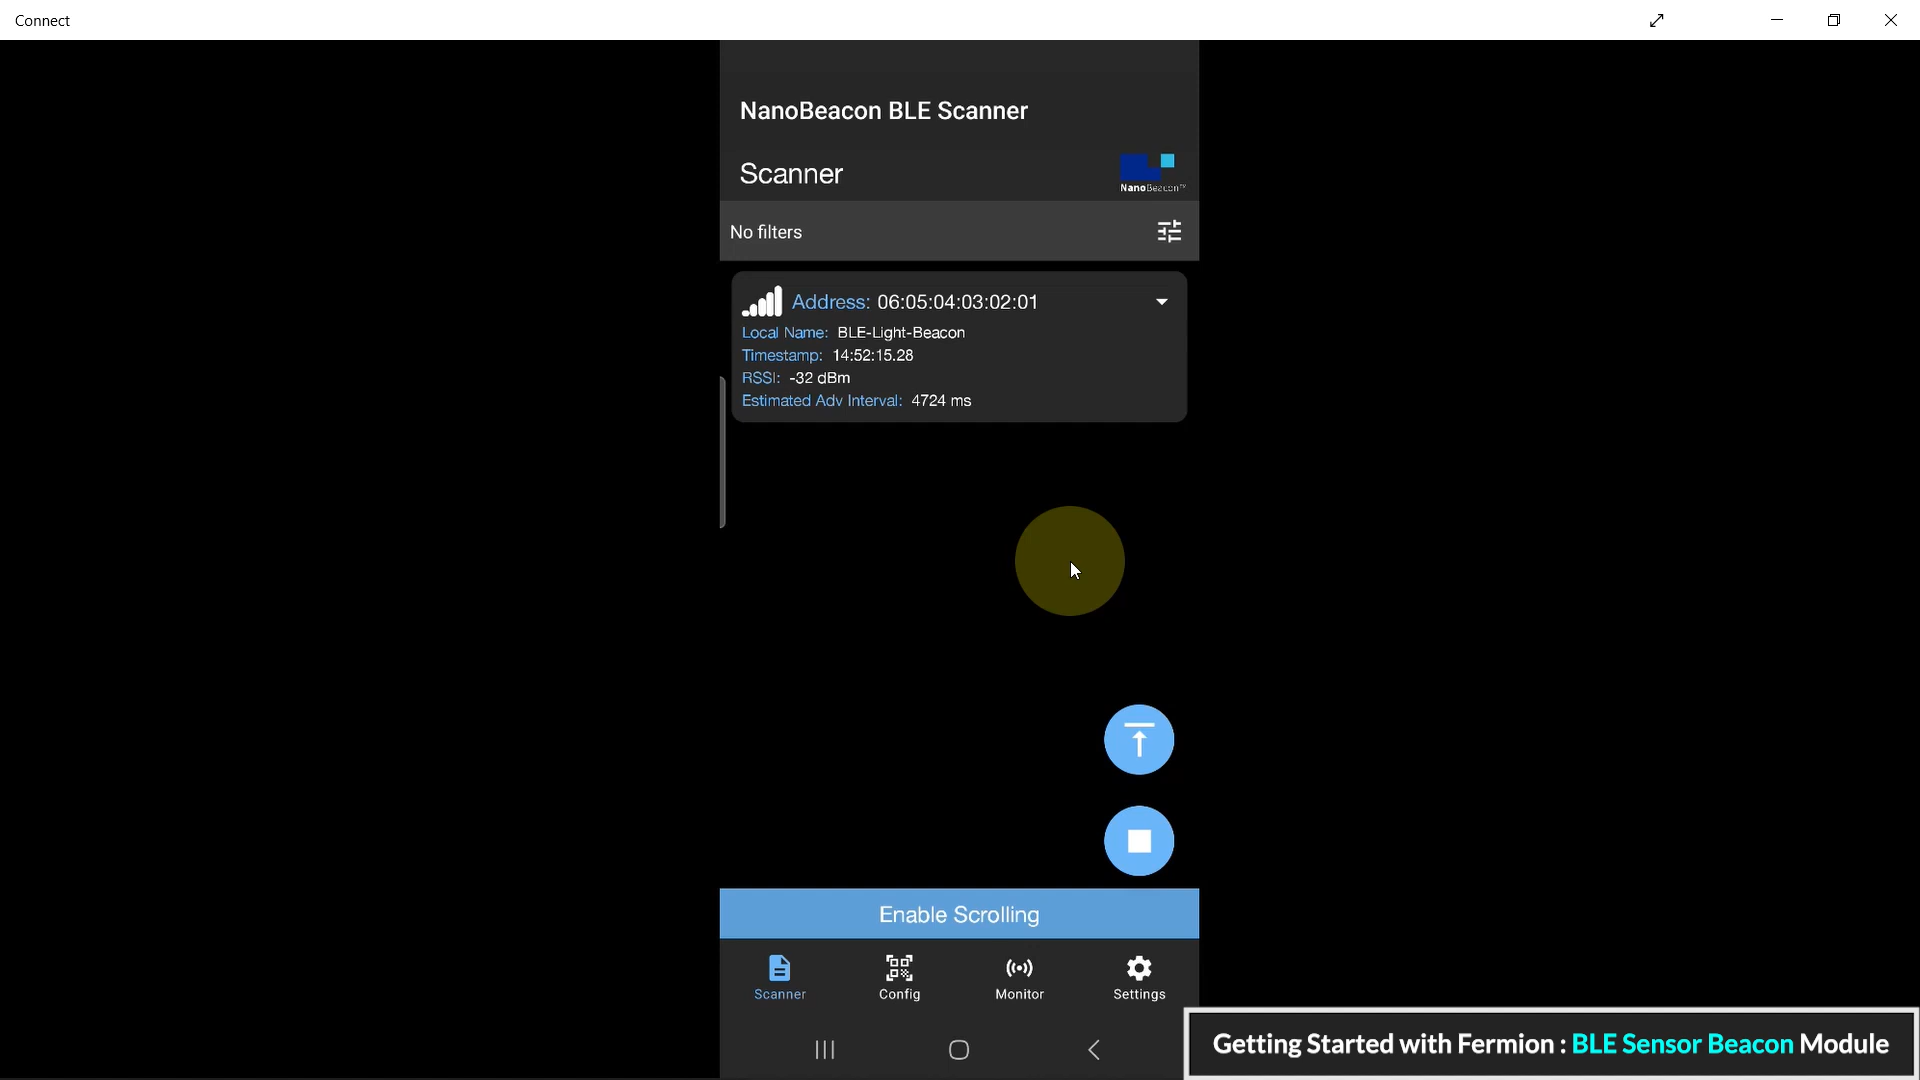 Connect
NanoBeacon BLE Scanner
Scanner
NanoBeacon™
No filters
Address: 06:05:04:03:02:01
Local Name: BLE-Light-Beacon
Timestamp: 14:52:15.28
RSSI: -32 dBm
Estimated Adv Interval: 4724 ms
Enable Scrolling
Scanner Config Monitor Settings
Getting Started with Fermion : BLE Sensor Beacon Module